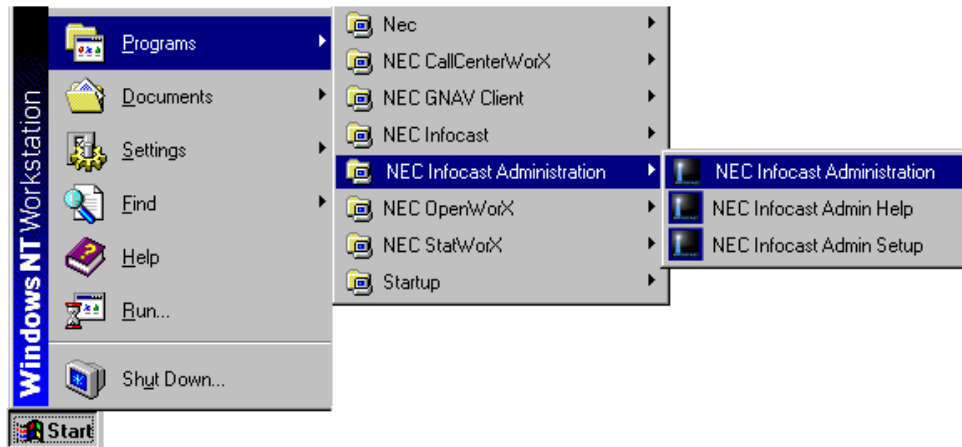 Windows NT Workstation
Programs
Documents
Settings
Find
Help
Run...
Shut Down...
Start
Nec
NEC CallCenterWorX
NEC GNAV Client
NEC Infocast
NEC Infocast Administration
NEC OpenWorX
NEC StatWorX
Startup
NEC Infocast Administration
NEC Infocast Admin Help
NEC Infocast Admin Setup